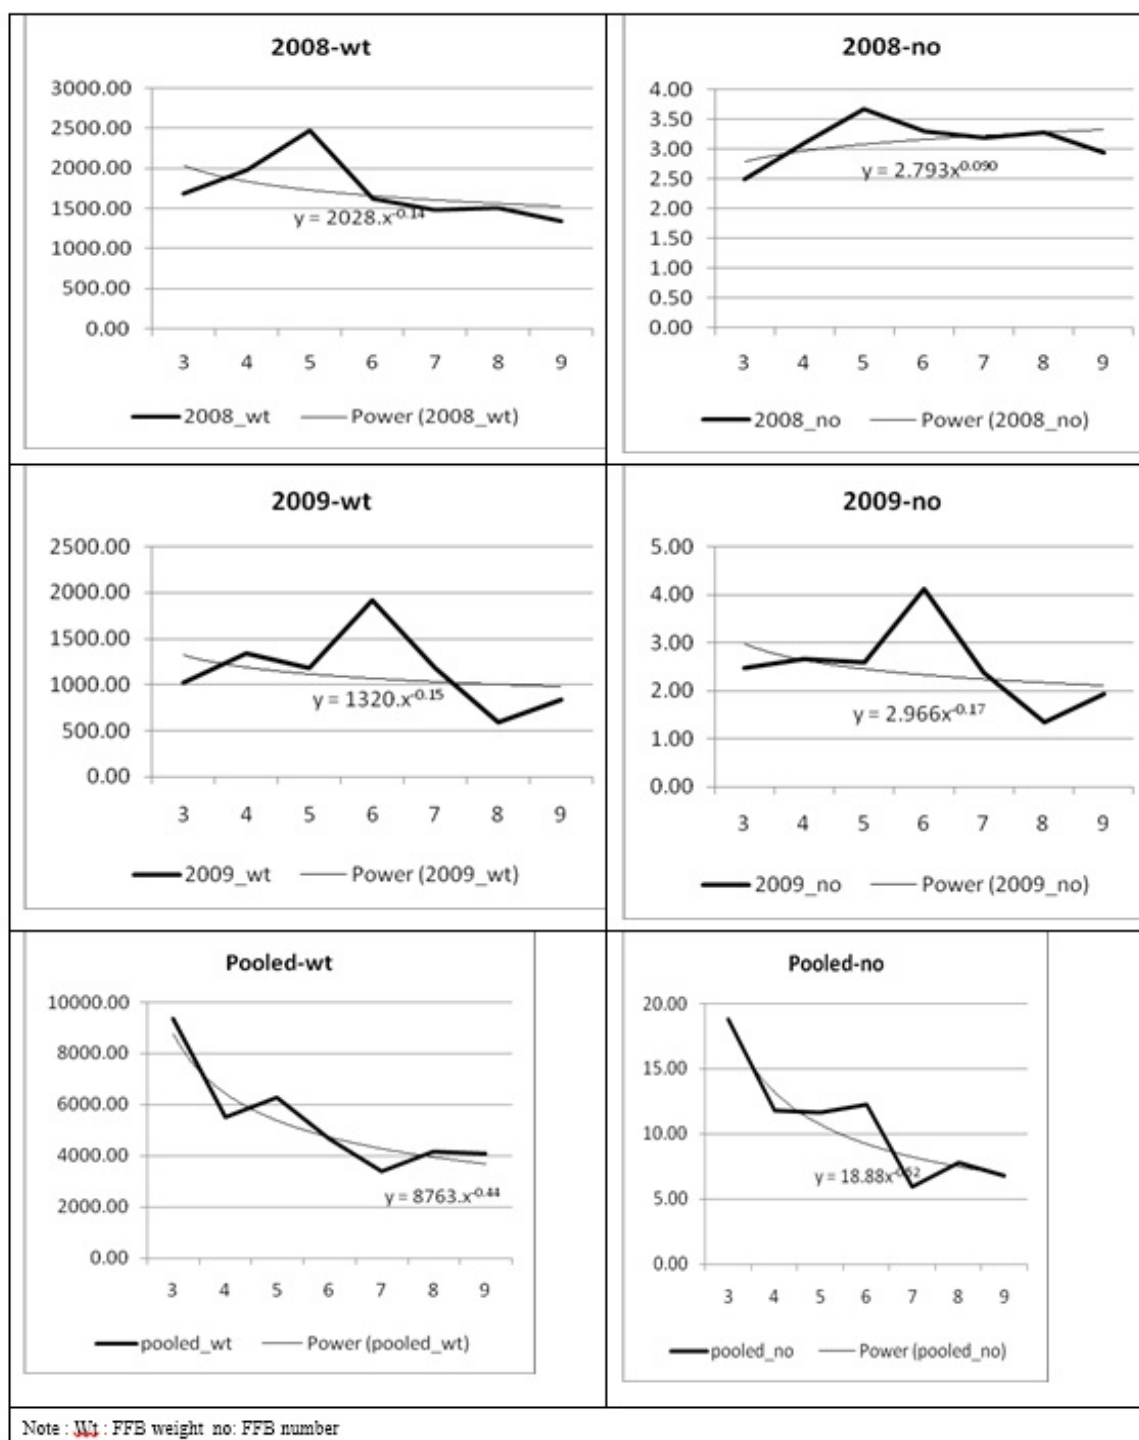 2008-wt
3000.00
2500.00
2000.00
1500.00
1000.00
500.00
0.00
y = 2028.x^-0.14
3 4 5 6 7 8 9
2008_wt Power (2008_wt)
2008-no
4.00
3.50
3.00
2.50
2.00
1.50
1.00
0.50
0.00
y = 2.793x^0.090
3 4 5 6 7 8 9
2008_no Power (2008_no)
2009-wt
2500.00
2000.00
1500.00
1000.00
500.00
0.00
y = 1320.x^-0.15
3 4 5 6 7 8 9
2009_wt Power (2009_wt)
2009-no
5.00
4.00
3.00
2.00
1.00
0.00
y = 2.966x^-0.17
3 4 5 6 7 8 9
2009_no Power (2009_no)
Pooled-wt
10000.00
8000.00
6000.00
4000.00
2000.00
0.00
y = 8763.x^-0.44
3 4 5 6 7 8 9
pooled_wt Power (pooled_wt)
Pooled-no
20.00
15.00
10.00
5.00
0.00
y = 18.88x
3 4 5 6 7 8 9
pooled_no Power (pooled_no)
Note : Wt : FFB weight no: FFB number